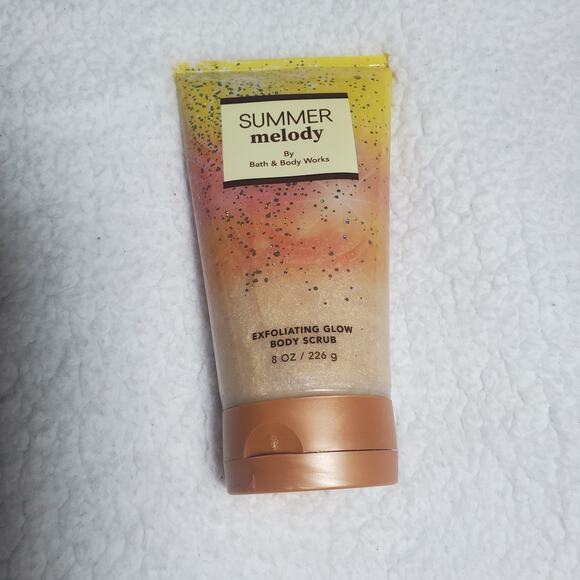 SUMMER
melody
By
Bath & Body Works
EXFOLIATING GLOW
BODY SCRUB
8 OZ / 226 g